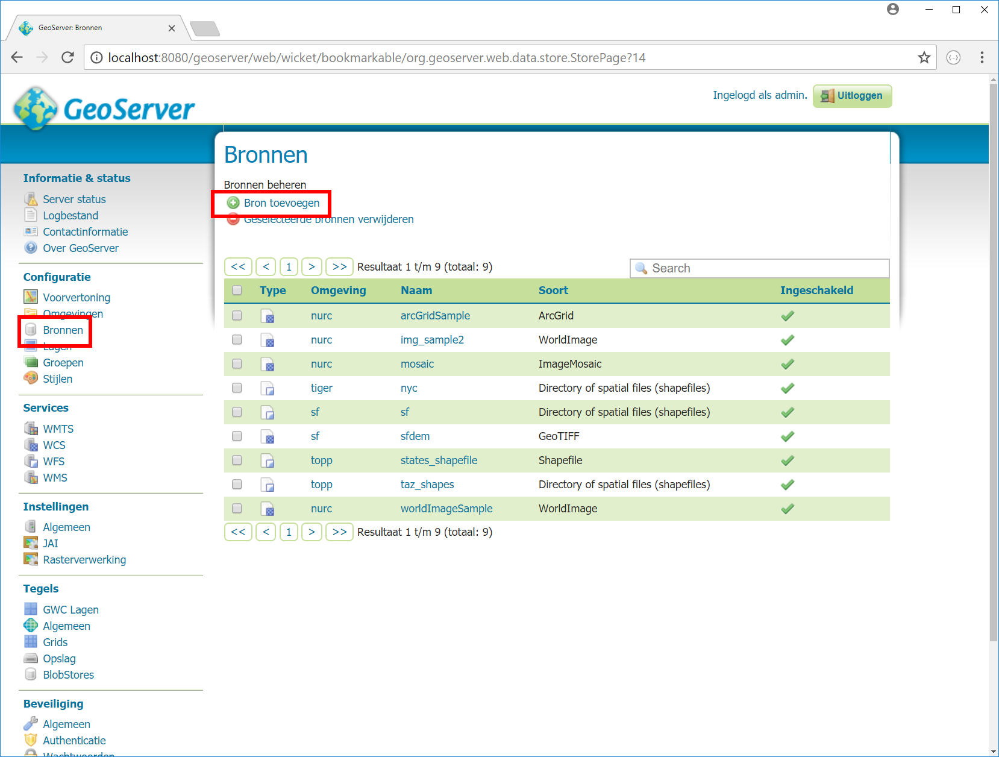 GeoServer: Bronnen
localhost:8080/geoserver/web/wicket/bookmarkable/org.geoserver.web.data.store.StorePage?14
GeoServer
Ingelogd als admin.
Uitloggen
Informatie & status
Server status
Logbestand
Contactinformatie
Over GeoServer
Configuratie
Voorvertoning
Omgevingen
Bronnen
Lagen
Groepen
Stijlen
Services
WMTS
WCS
WFS
WMS
Instellingen
Algemeen
JAI
Rasterverwerking
Tegels
GWC Lagen
Algemeen
Grids
Opslag
BlobStores
Beveiliging
Algemeen
Authenticatie
Wachtwoorden
Bronnen
Bronnen beheren
Bron toevoegen
Geselecteerde bronnen verwijderen
<< < 1 > >> Resultaat 1 t/m 9 (totaal: 9)
Search
Type Omgeving Naam Soort Ingeschakeld
nurc arcGridSample ArcGrid
nurc img_sample2 WorldImage
nurc mosaic ImageMosaic
tiger nyc Directory of spatial files (shapefiles)
sf sf Directory of spatial files (shapefiles)
sf sfdem GeoTIFF
topp states_shapefile Shapefile
topp taz_shapes Directory of spatial files (shapefiles)
nurc worldImageSample WorldImage
<< < 1 > >> Resultaat 1 t/m 9 (totaal: 9)